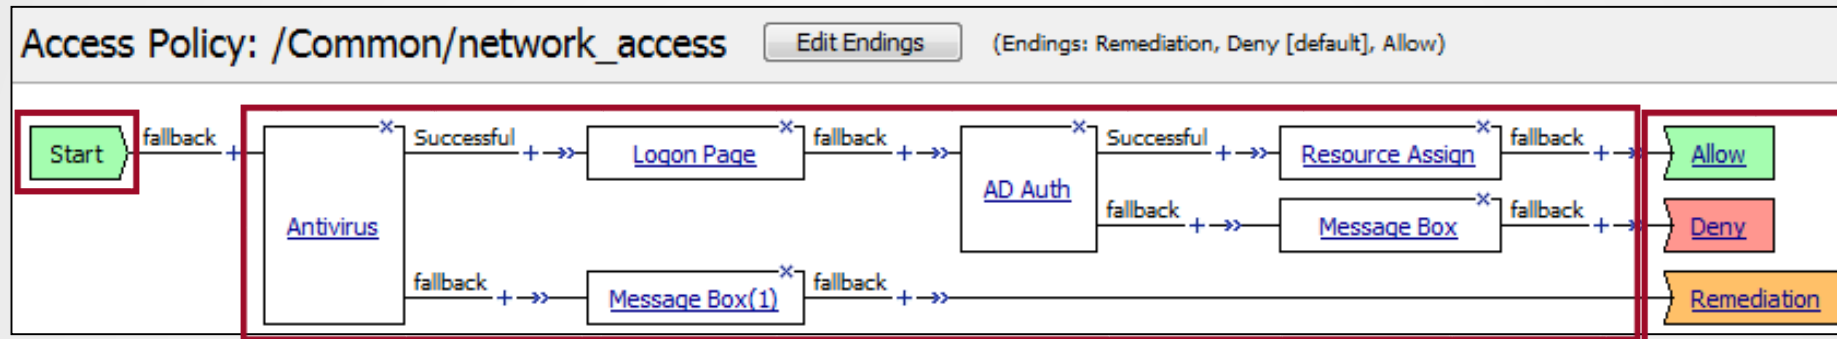 Access Policy: /Common/network_access Edit Endings (Endings: Remediation, Deny [default], Allow)
Start fallback + Antivirus Successful + Logon Page fallback + AD Auth Successful + Resource Assign fallback + Allow
fallback + Message Box fallback + Deny
fallback + Message Box(1) fallback + Remediation